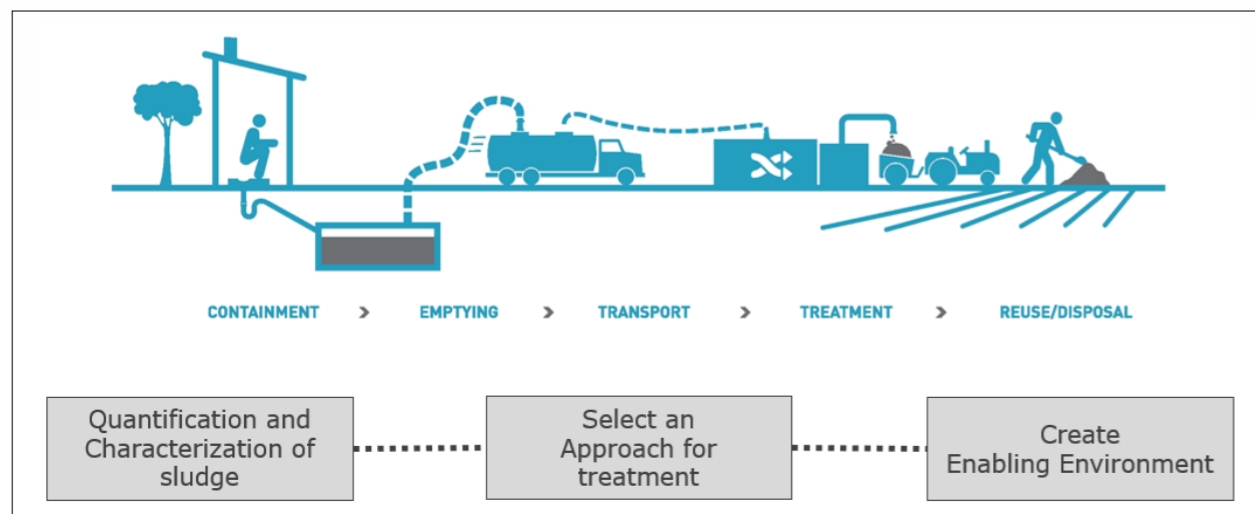 CONTAINMENT > EMPTYING > TRANSPORT > TREATMENT > REUSE/DISPOSAL
Quantification and
Characterization of
sludge
Select an
Approach for
treatment
Create
Enabling Environment